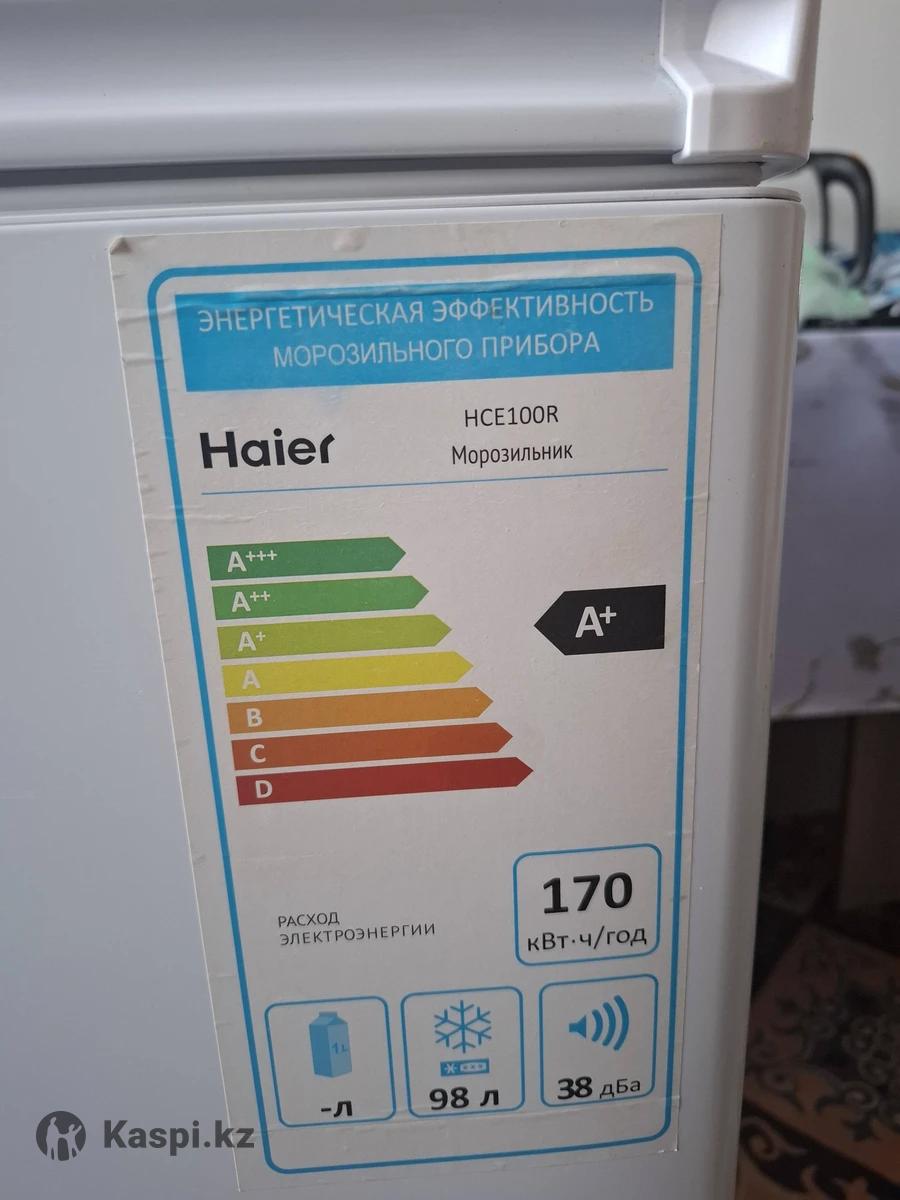 ЭНЕРГЕТИЧЕСКАЯ ЭФФЕКТИВНОСТЬ
МОРОЗИЛЬНОГО ПРИБОРА
Haier
HCE100R
Морозильник
A+++
A++
A+
A+
A
B
C
D
РАСХОД
ЭЛЕКТРОЭНЕРГИИ
170
кВт·ч/год
1L
-л
98 л
38 дБа
Kaspi.kz